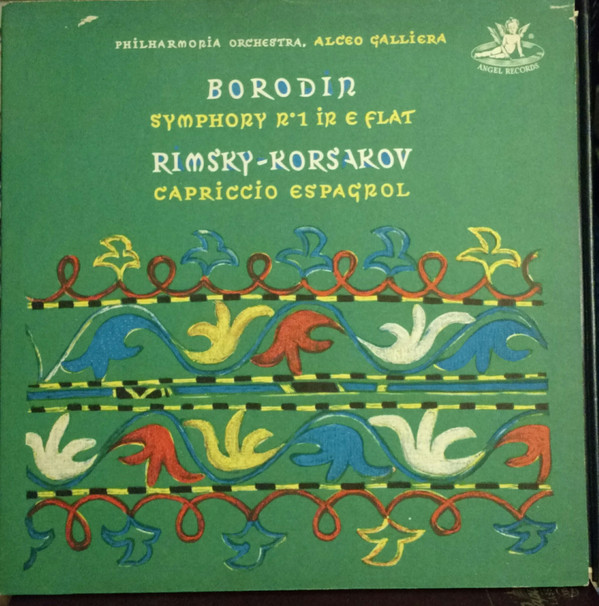 PHILHARMONIA ORCHESTRA, ALCEO GALLIERA
ANGEL RECORDS
BORODIN
SYMPHONY Nº1 IN E FLAT
RIMSKY-KORSAKOV
CAPRICCIO ESPAGNOL